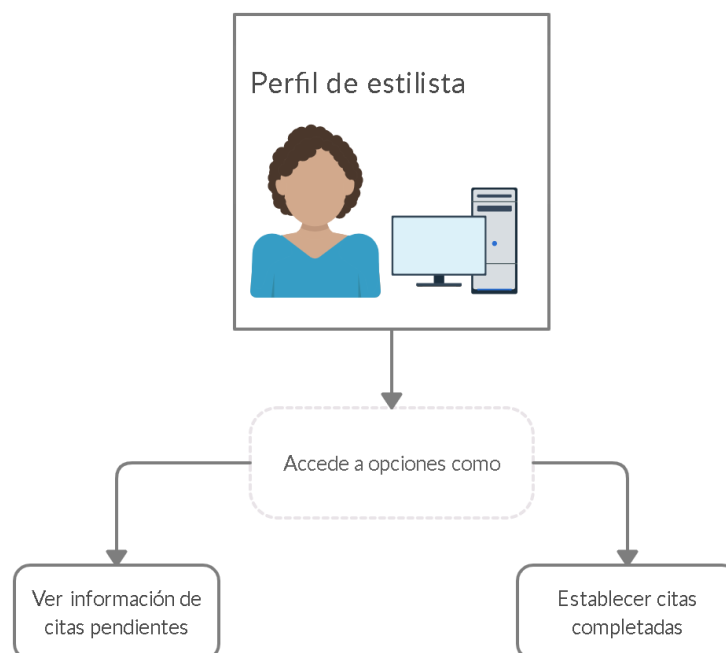 Perfil de estilista
Accede a opciones como
Ver información de
citas pendientes
Establecer citas
completadas